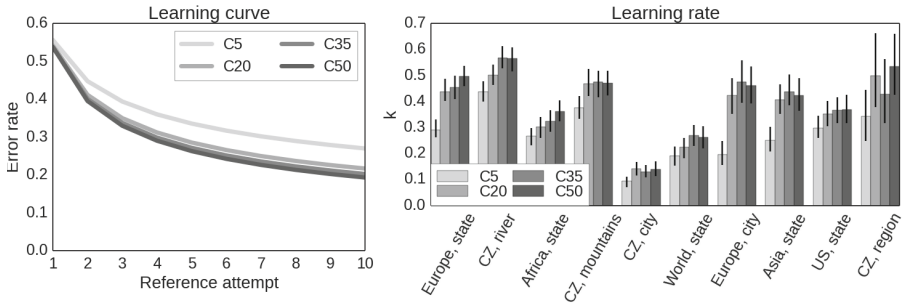 Learning curve
0.6
0.5
0.4
0.3
0.2
0.1
0.0
Error rate
C5
C20
C35
C50
1 2 3 4 5 6 7 8 9 10
Reference attempt
Learning rate
0.7
0.6
0.5
0.4
0.3
0.2
0.1
0.0
k
C5
C20
C35
C50
Europe, state
CZ, river
Africa, state
CZ, mountains
CZ, city
World, state
Europe, city
Asia, state
US, state
CZ, region